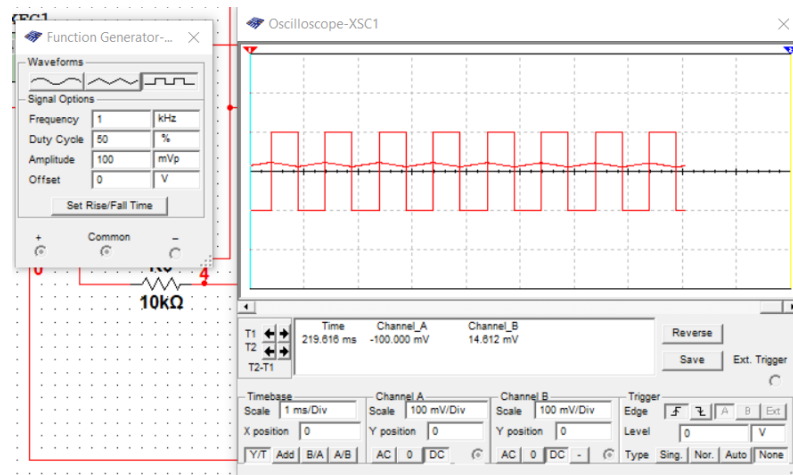 XFG1
Function Generator-...
Waveforms
Signal Options
Frequency 1 kHz
Duty Cycle 50 %
Amplitude 100 mVp
Offset 0 V
Set Rise/Fall Time
+ Common −
0
4
10kΩ
Oscilloscope-XSC1
1
T1
T2
T2-T1
Time Channel_A Channel_B
219.616 ms -100.000 mV 14.612 mV
Reverse
Save
Ext. Trigger
Timebase
Scale 1 ms/Div
X position 0
Y/T Add B/A A/B
Channel A
Scale 100 mV/Div
Y position 0
AC 0 DC
Channel B
Scale 100 mV/Div
Y position 0
AC 0 DC -
Trigger
Edge A B Ext
Level 0 V
Type Sing. Nor. Auto None